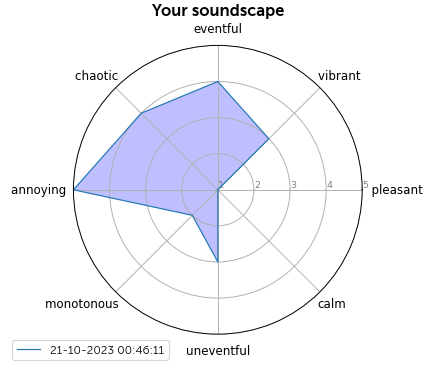 Your soundscape
eventful
chaotic
vibrant
annoying
1 2 3 4 5
pleasant
monotonous
calm
uneventful
21-10-2023 00:46:11